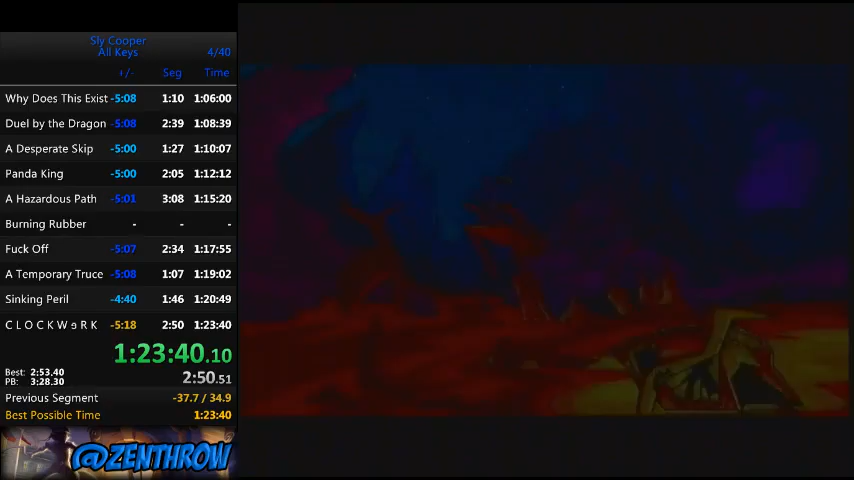 Sly Cooper
All Keys 4/40
+/- Seg Time
Why Does This Exist -5:08 1:10 1:06:00
Duel by the Dragon -5:08 2:39 1:08:39
A Desperate Skip -5:00 1:27 1:10:07
Panda King -5:00 2:05 1:12:12
A Hazardous Path -5:01 3:08 1:15:20
Burning Rubber - - -
Fuck Off -5:07 2:34 1:17:55
A Temporary Truce -5:08 1:07 1:19:02
Sinking Peril -4:40 1:46 1:20:49
C L O C K W ɘ R K -5:18 2:50 1:23:40
1:23:40.10
Best: 2:53.40
PB: 3:28.30
2:50.51
Previous Segment -37.7 / 34.9
Best Possible Time 1:23:40
@ZENTHROW